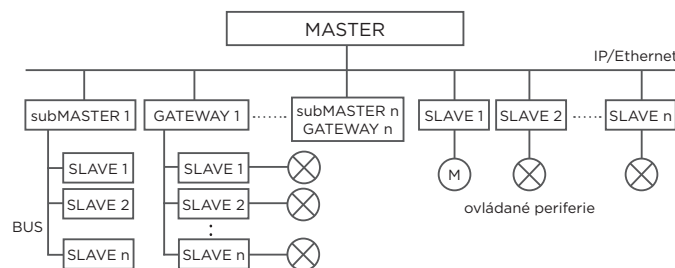 MASTER
IP/Ethernet
subMASTER 1
GATEWAY 1
subMASTER n
GATEWAY n
SLAVE 1
SLAVE 2
SLAVE n
SLAVE 1
SLAVE 1
M
SLAVE 2
SLAVE 2
ovládané periferie
BUS
SLAVE n
SLAVE n